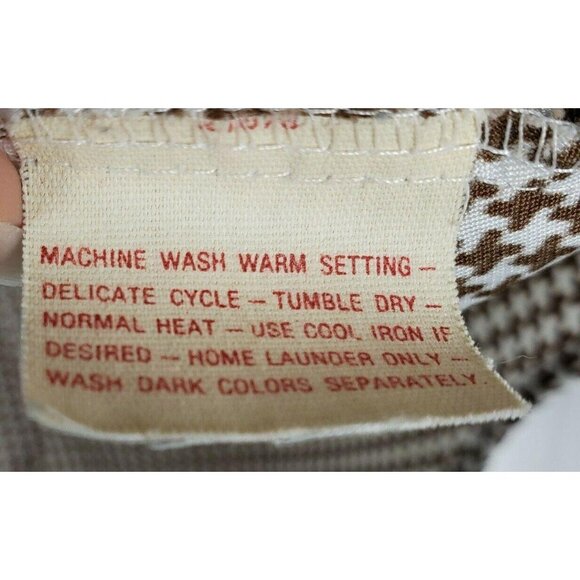 MACHINE WASH WARM SETTING –
DELICATE CYCLE – TUMBLE DRY –
NORMAL HEAT – USE COOL IRON IF
DESIRED – HOME LAUNDER ONLY –
WASH DARK COLORS SEPARATELY.